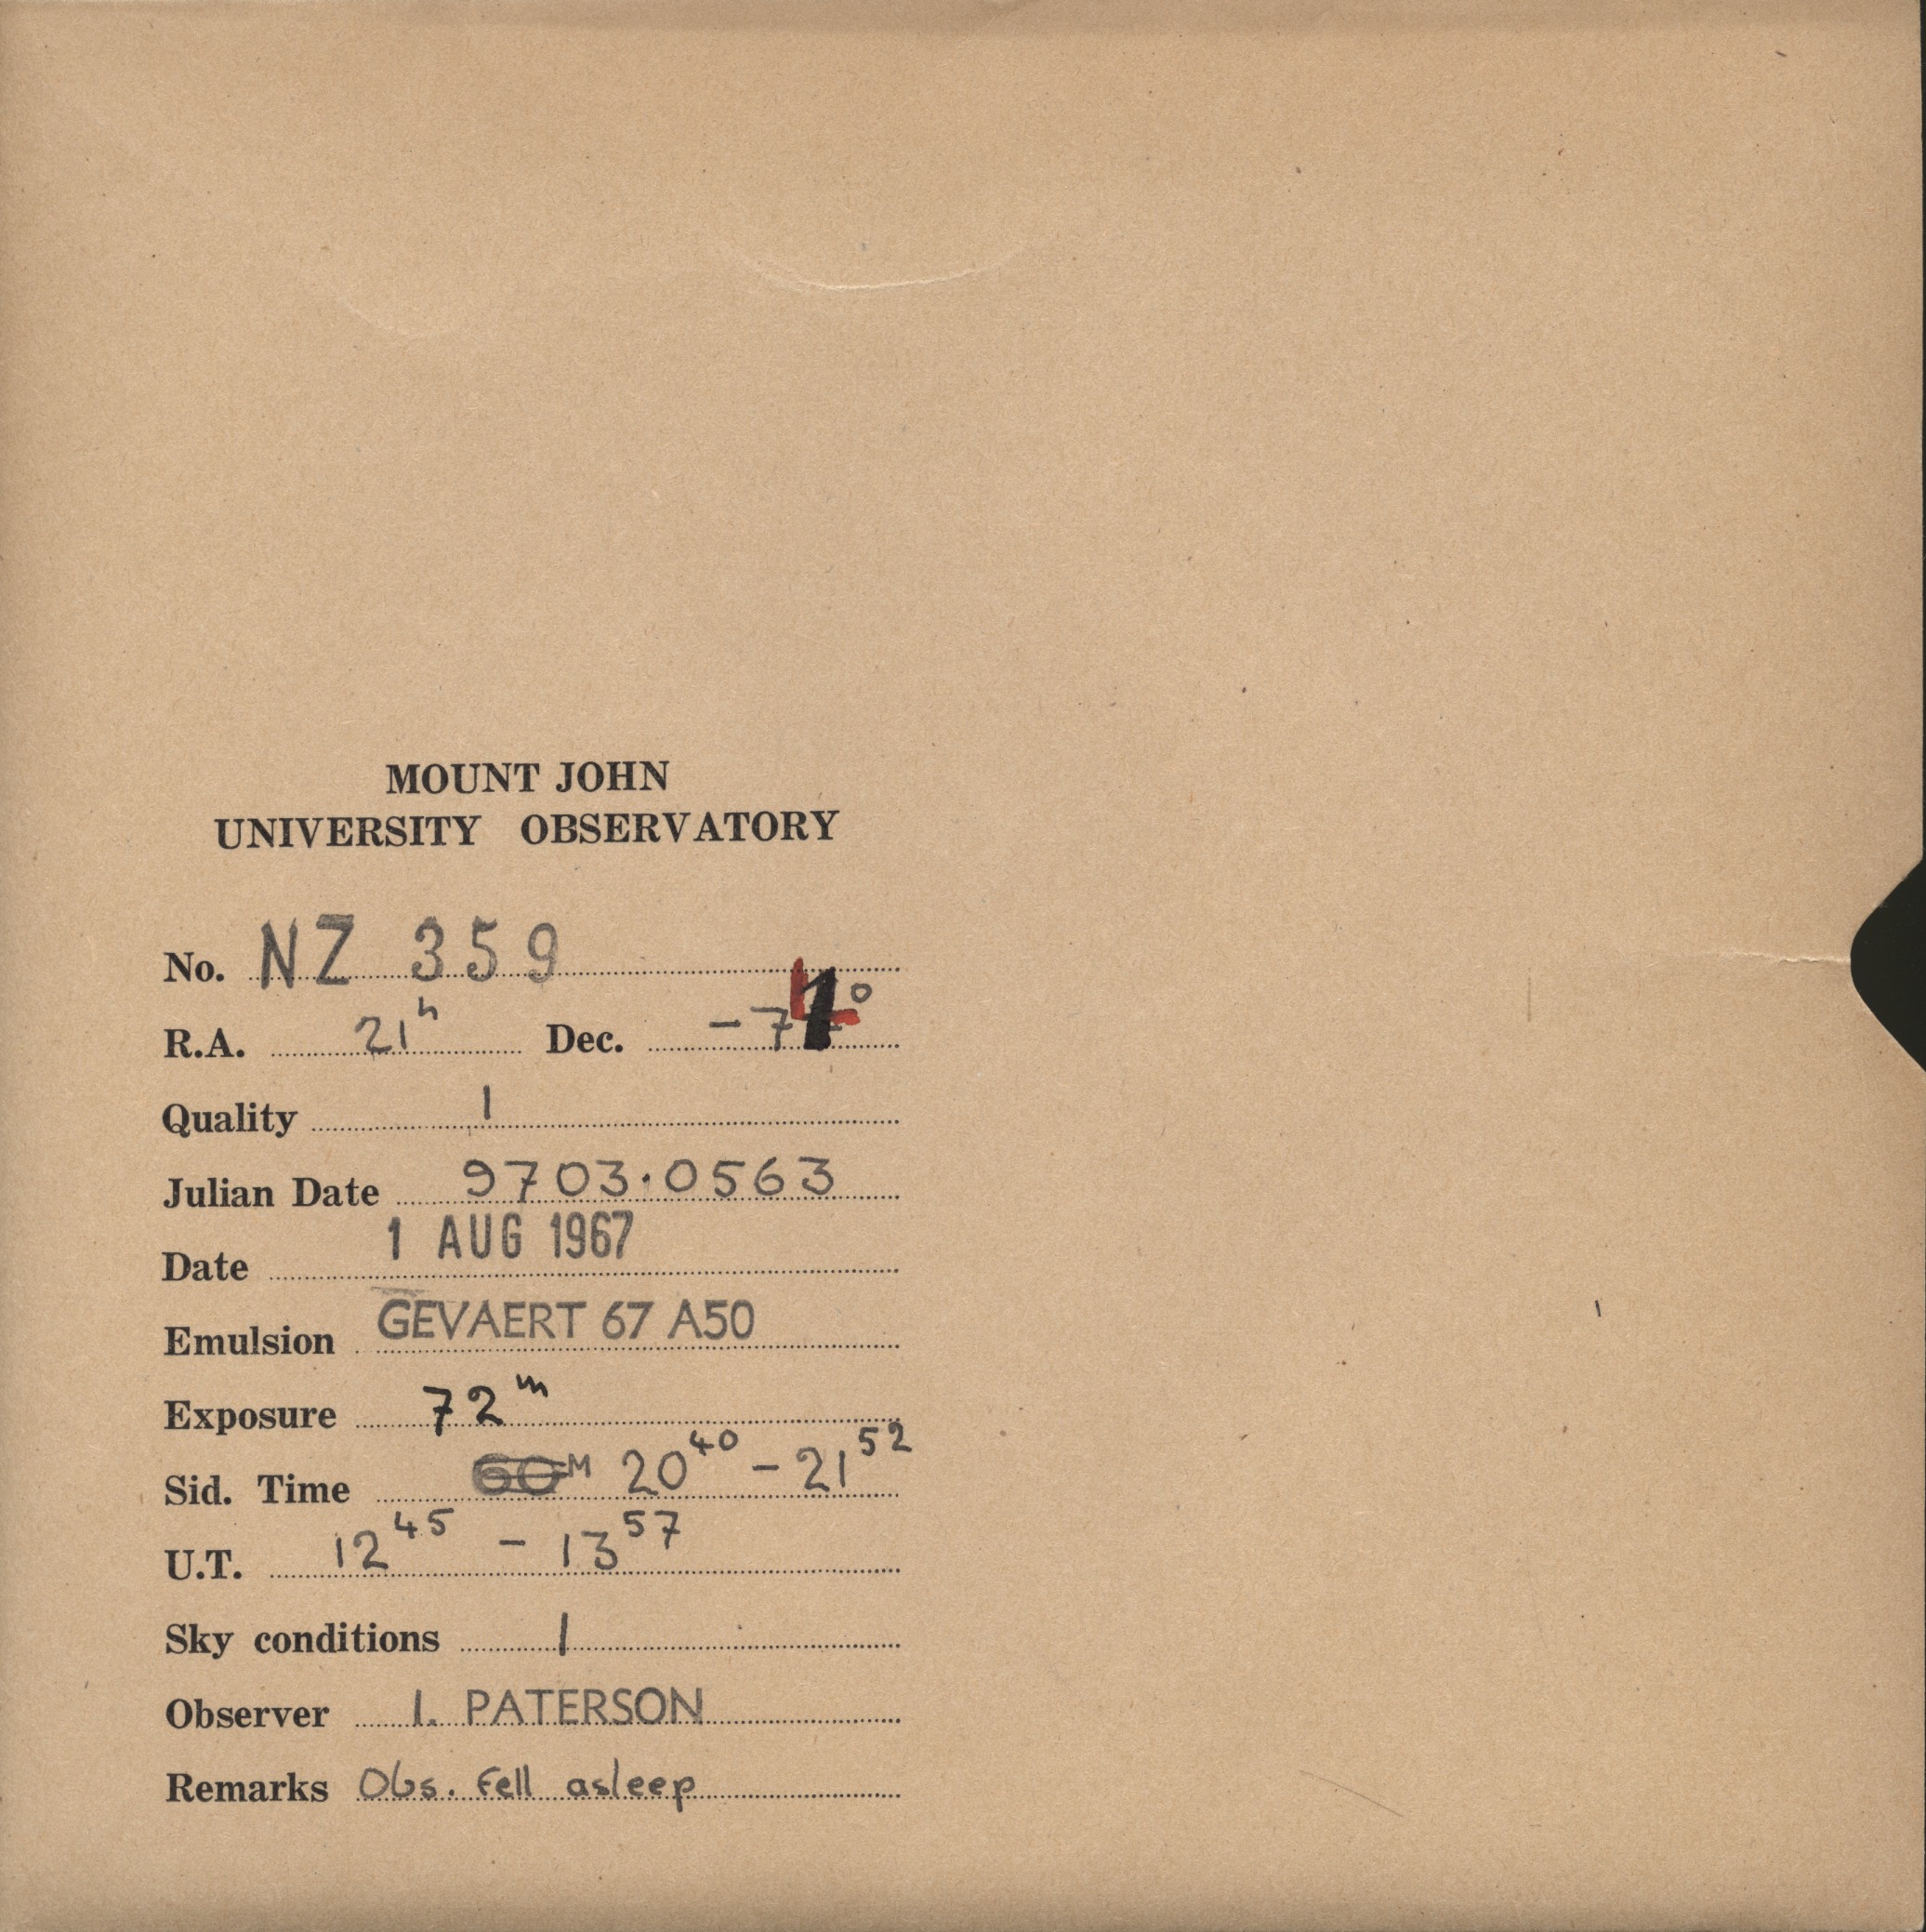 MOUNT JOHN
UNIVERSITY OBSERVATORY
No. NZ 359
R.A. 21h Dec. -7 °
Quality 1
Julian Date 9703.0563
Date 1 AUG 1967
Emulsion GEVAERT 67 A50
Exposure 72m
Sid. Time 60M 20 40 - 21 52
U.T. 12 45 - 13 57
Sky conditions 1
Observer I. PATERSON
Remarks Obs. fell asleep